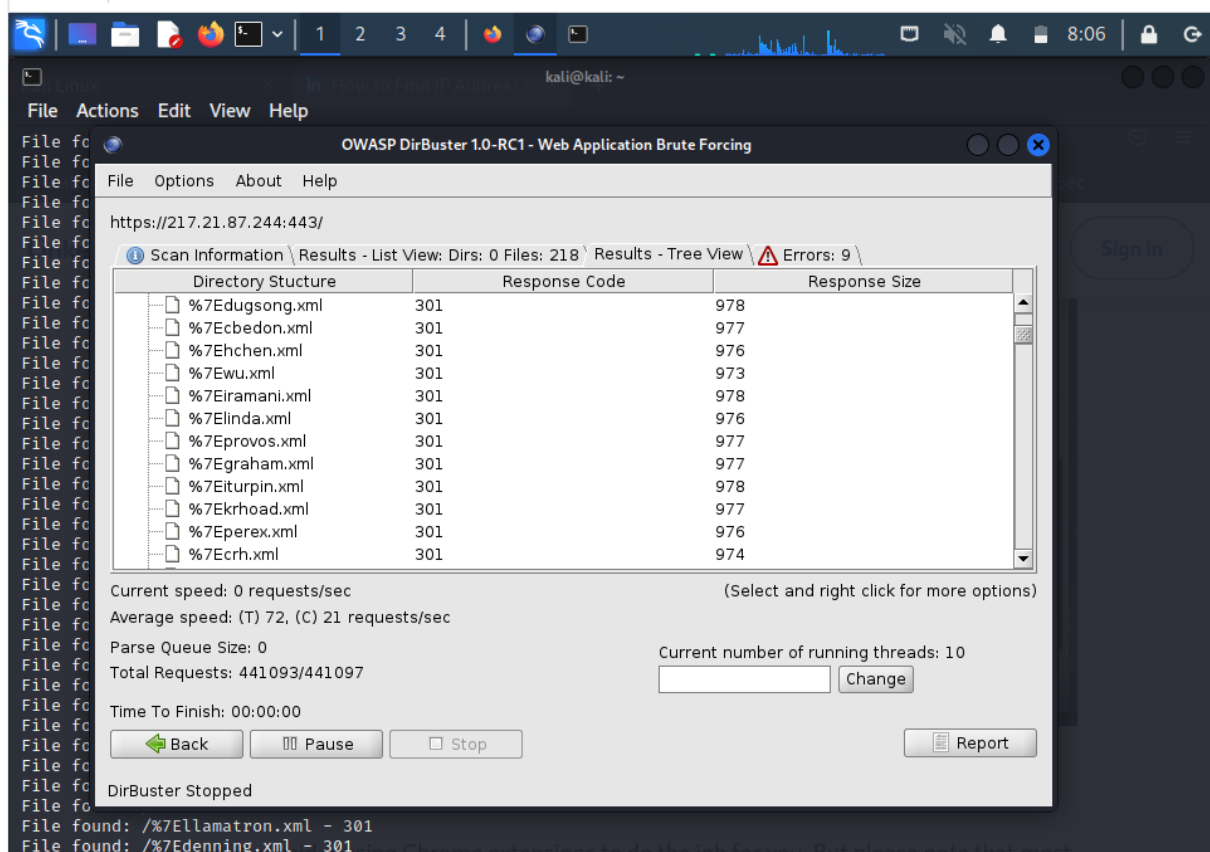 1 2 3 4 8:06
Kali Linux in How to Find IP Address kali@kali: ~
File Actions Edit View Help
OWASP DirBuster 1.0-RC1 - Web Application Brute Forcing
File Options About Help
https://217.21.87.244:443/
Scan Information Results - List View: Dirs: 0 Files: 218 Results - Tree View Errors: 9
Sign in
Directory Stucture Response Code Response Size
%7Edugsong.xml 301 978
%7Ecbedon.xml 301 977
%7Ehchen.xml 301 976
%7Ewu.xml 301 973
%7Eiramani.xml 301 978
%7Elinda.xml 301 976
%7Eprovos.xml 301 977
%7Egraham.xml 301 977
%7Eiturpin.xml 301 978
%7Ekrhoad.xml 301 977
%7Eperex.xml 301 976
%7Ecrh.xml 301 974
Current speed: 0 requests/sec (Select and right click for more options)
Average speed: (T) 72, (C) 21 requests/sec
Parse Queue Size: 0
Current number of running threads: 10
Total Requests: 441093/441097
Change
Time To Finish: 00:00:00
Back Pause Stop Report
DirBuster Stopped
File found: /%7Ellamatron.xml - 301
File found: /%7Edenning.xml - 301